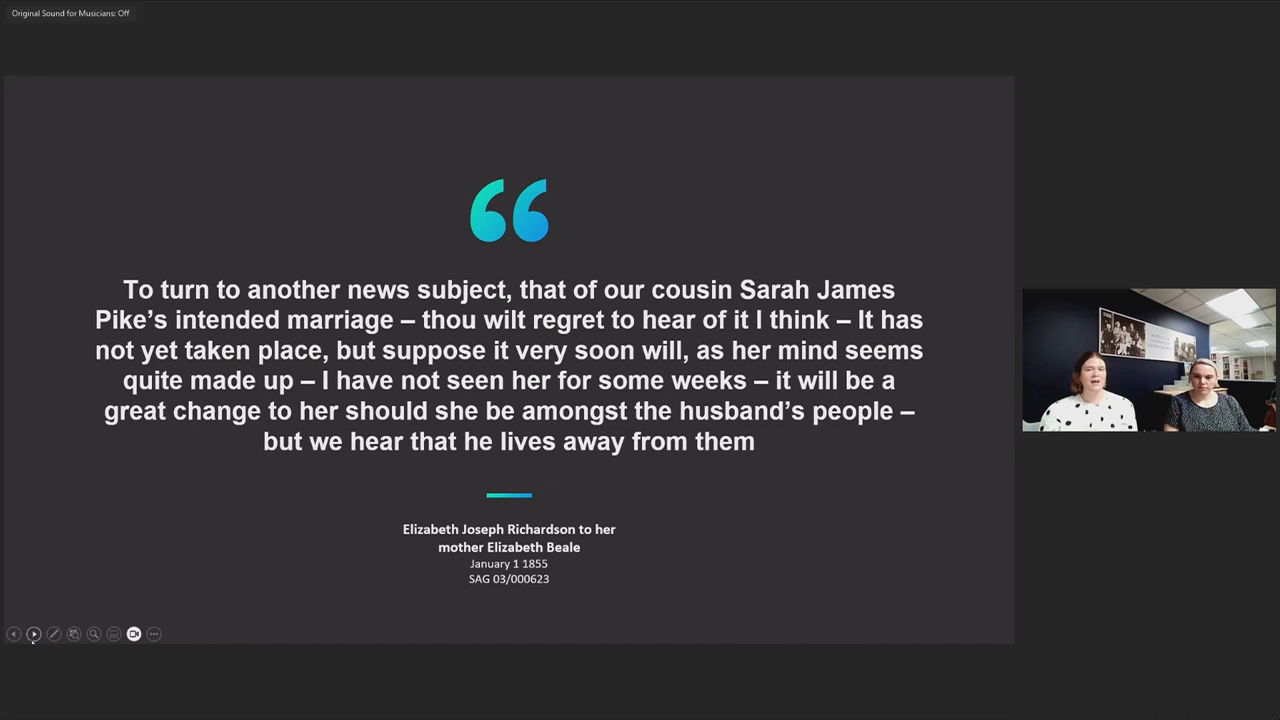 Original Sound for Musicians: Off
“
To turn to another news subject, that of our cousin Sarah James
Pike’s intended marriage – thou wilt regret to hear of it I think – It has
not yet taken place, but suppose it very soon will, as her mind seems
quite made up – I have not seen her for some weeks – it will be a
great change to her should she be amongst the husband’s people –
but we hear that he lives away from them
Elizabeth Joseph Richardson to her
mother Elizabeth Beale
January 1 1855
SAG 03/000623